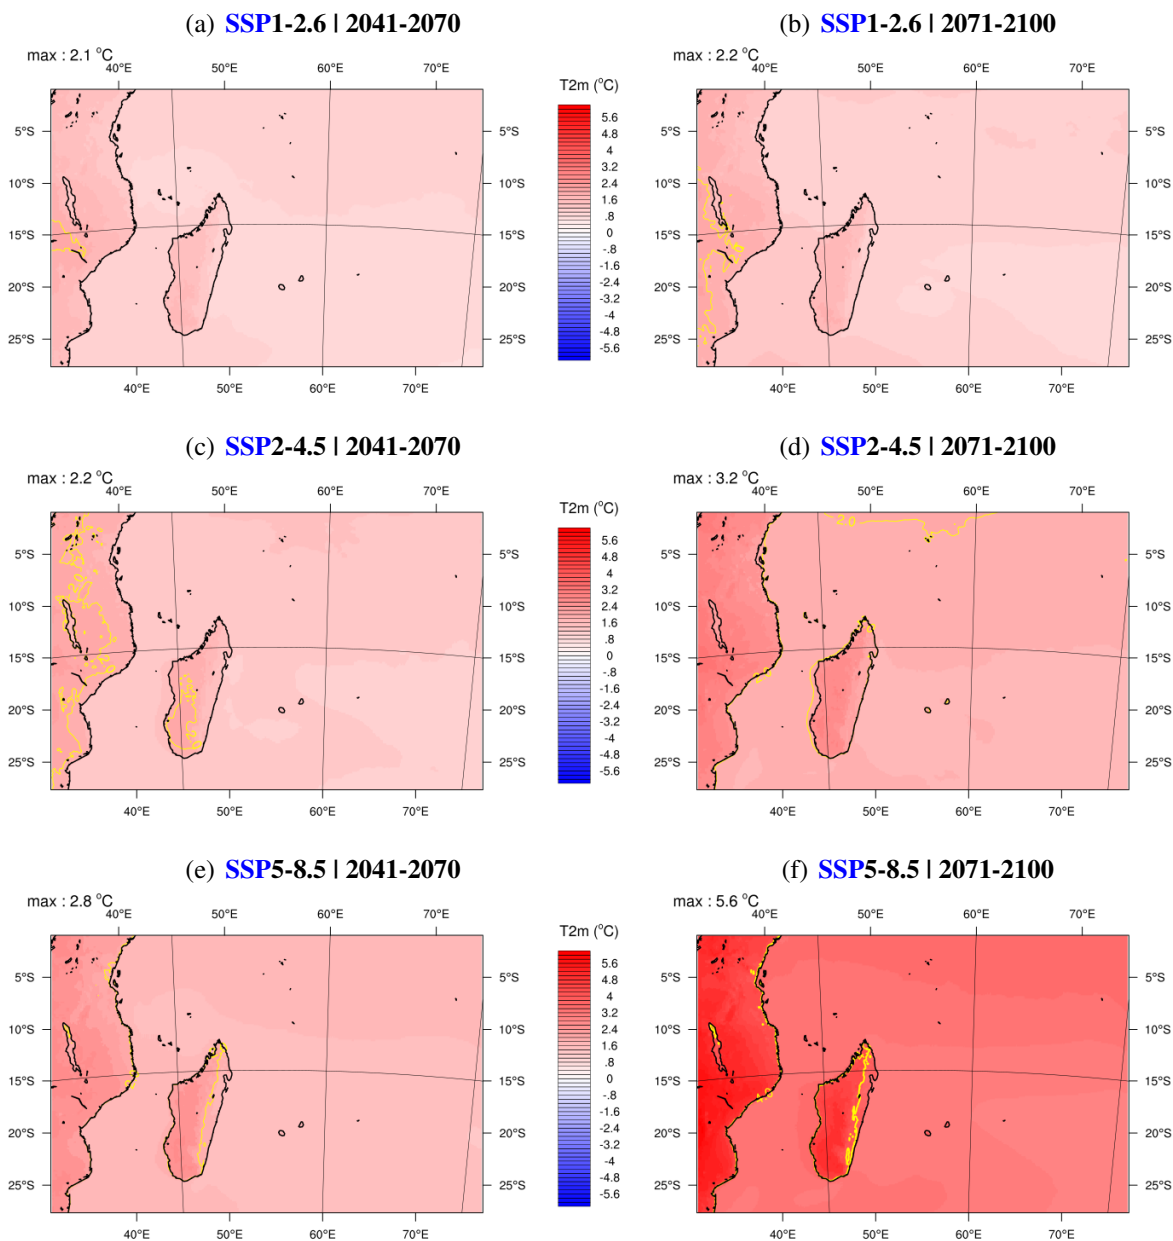 (a) SSP1-2.6 | 2041-2070
(b) SSP1-2.6 | 2071-2100
max : 2.1 °C
40°E 50°E 70°E
5°S 10°S 15°S 20°S 25°S
5°S 10°S 15°S 20°S 25°S
40°E 50°E 60°E 70°E
T2m (°C)
5.6
4.8
4
3.2
2.4
1.6
.8
0
-.8
-1.6
-2.4
-3.2
-4
-4.8
-5.6
max : 2.2 °C
40°E 50°E 70°E
5°S 10°S 15°S 20°S 25°S
5°S 10°S 15°S 20°S 25°S
40°E 50°E 60°E 70°E
(c) SSP2-4.5 | 2041-2070
(d) SSP2-4.5 | 2071-2100
max : 2.2 °C
40°E 50°E 70°E
5°S 10°S 15°S 20°S 25°S
5°S 10°S 15°S 20°S 25°S
40°E 50°E 60°E 70°E
T2m (°C)
5.6
4.8
4
3.2
2.4
1.6
.8
0
-.8
-1.6
-2.4
-3.2
-4
-4.8
-5.6
max : 3.2 °C
40°E 50°E 70°E
2.0
5°S 10°S 15°S 20°S 25°S
5°S 10°S 15°S 20°S 25°S
40°E 50°E 60°E 70°E
(e) SSP5-8.5 | 2041-2070
(f) SSP5-8.5 | 2071-2100
max : 2.8 °C
40°E 50°E 70°E
5°S 10°S 15°S 20°S 25°S
5°S 10°S 15°S 20°S 25°S
40°E 50°E 60°E 70°E
T2m (°C)
5.6
4.8
4
3.2
2.4
1.6
.8
0
-.8
-1.6
-2.4
-3.2
-4
-4.8
-5.6
max : 5.6 °C
40°E 50°E 70°E
5°S 10°S 15°S 20°S 25°S
5°S 10°S 15°S 20°S 25°S
40°E 50°E 60°E 70°E